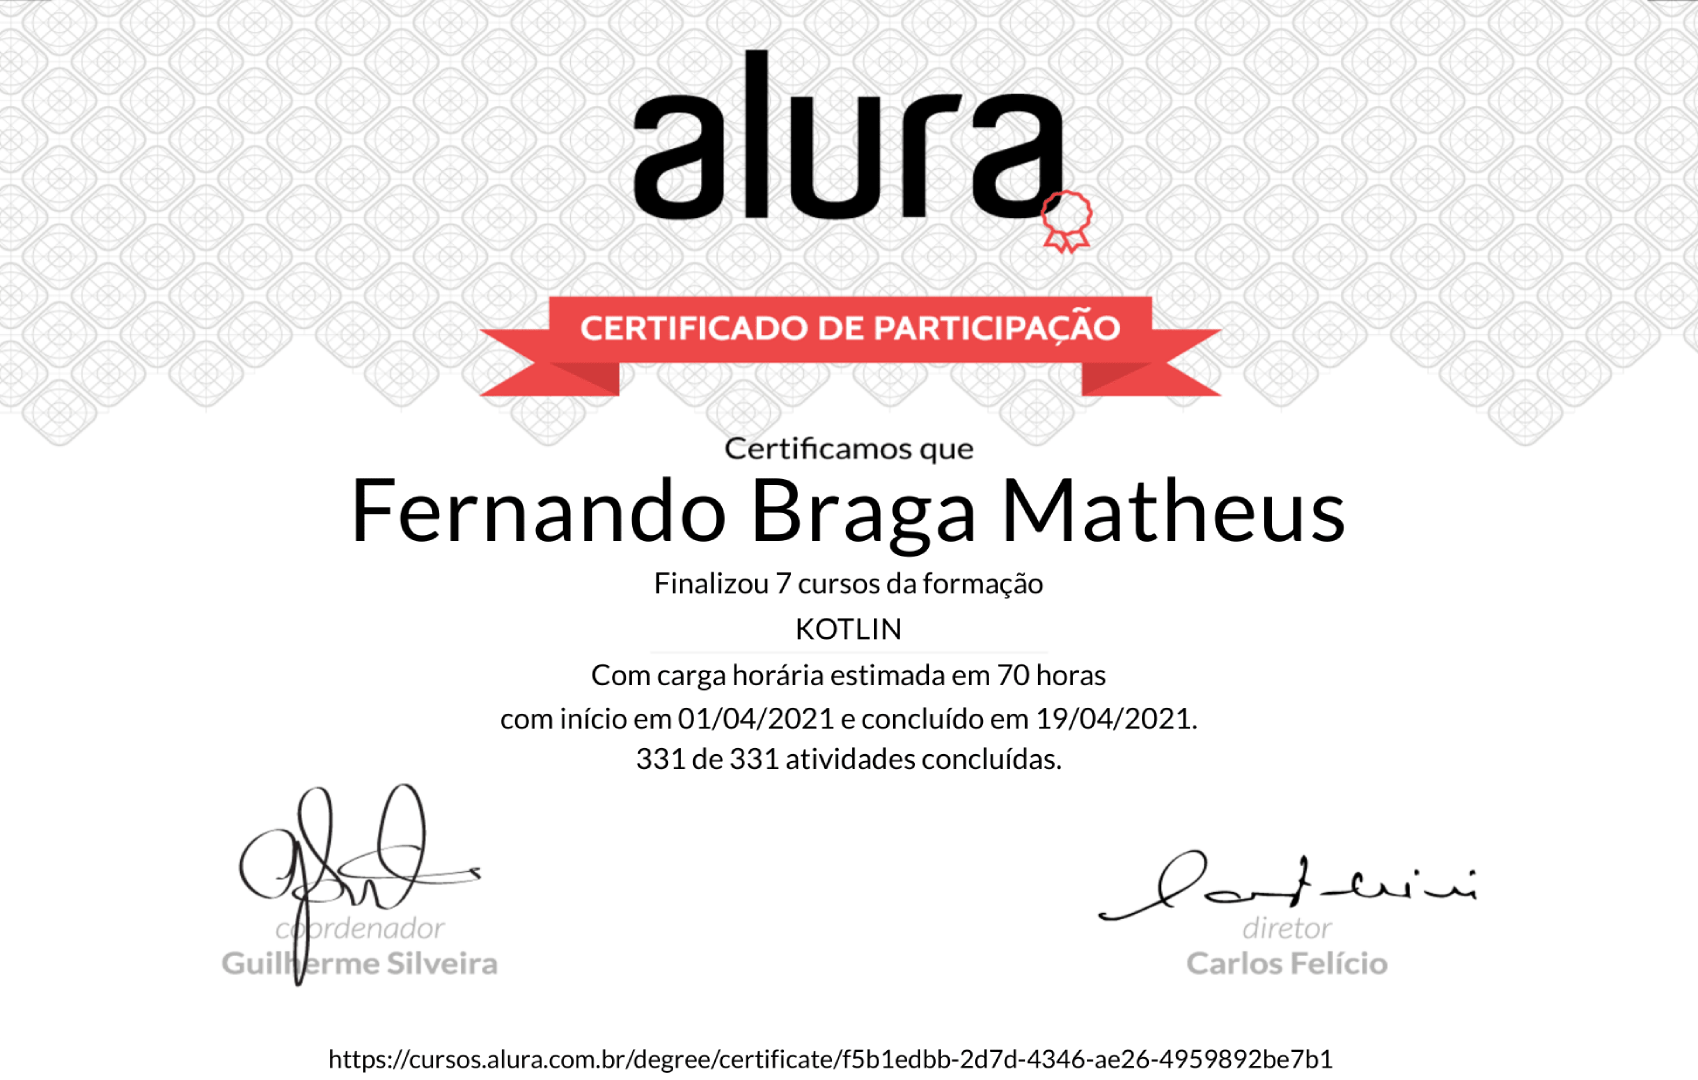 alura
CERTIFICADO DE PARTICIPAÇÃO
Certificamos que
Fernando Braga Matheus
Finalizou 7 cursos da formação
KOTLIN
Com carga horária estimada em 70 horas
com início em 01/04/2021 e concluído em 19/04/2021.
331 de 331 atividades concluídas.
coordenador
Guilherme Silveira
diretor
Carlos Felício
https://cursos.alura.com.br/degree/certificate/f5b1edbb-2d7d-4346-ae26-4959892be7b1